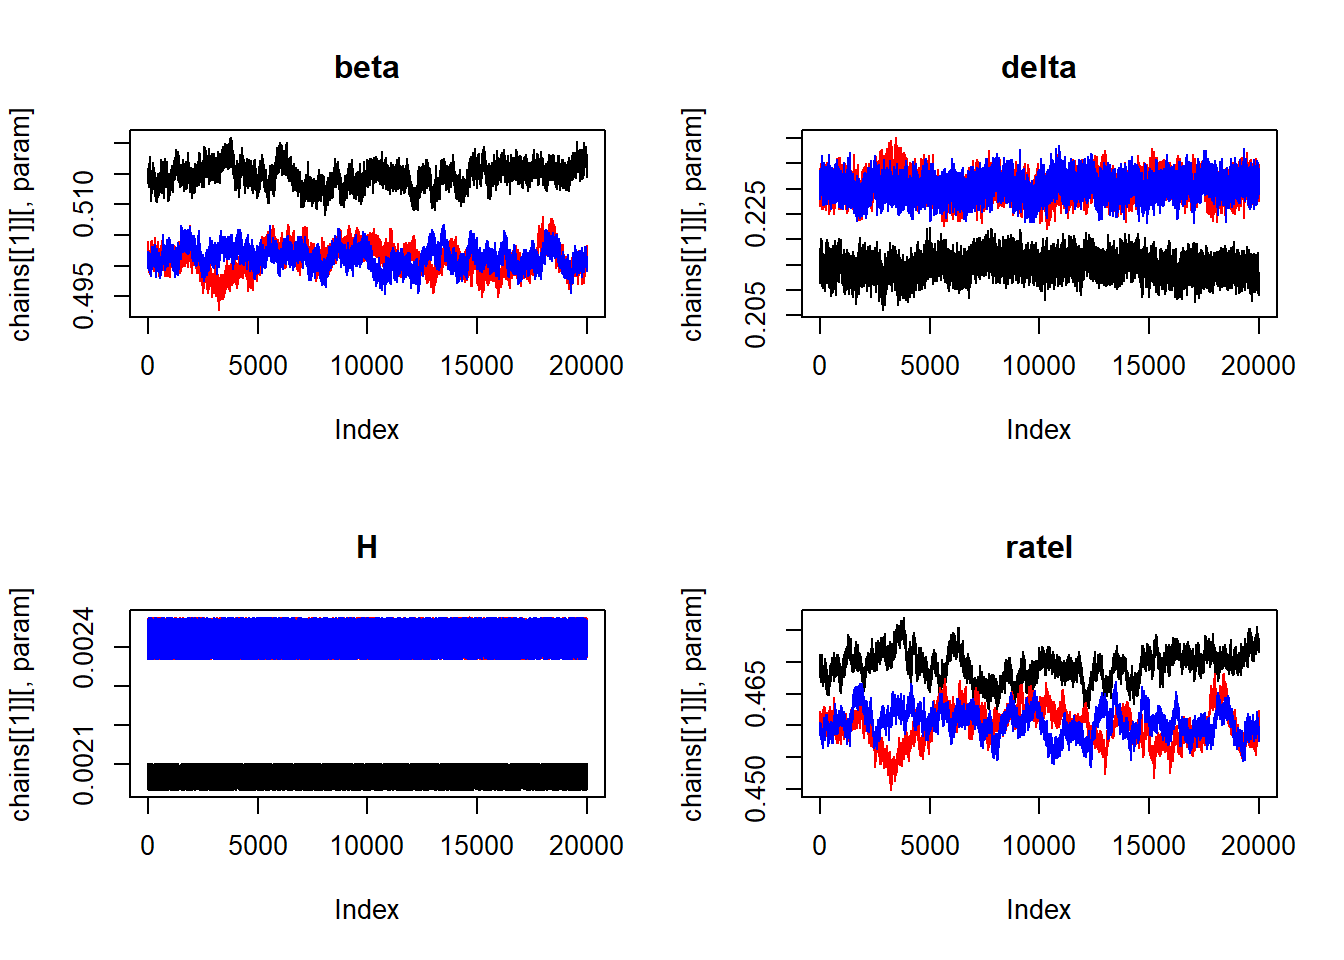 beta
chains[[1]][, param]
0.510
0.495
0 5000 10000 15000 20000
Index
delta
chains[[1]][, param]
0.225
0.205
0 5000 10000 15000 20000
Index
H
chains[[1]][, param]
0.0024
0.0021
0 5000 10000 15000 20000
Index
rateI
chains[[1]][, param]
0.465
0.450
0 5000 10000 15000 20000
Index